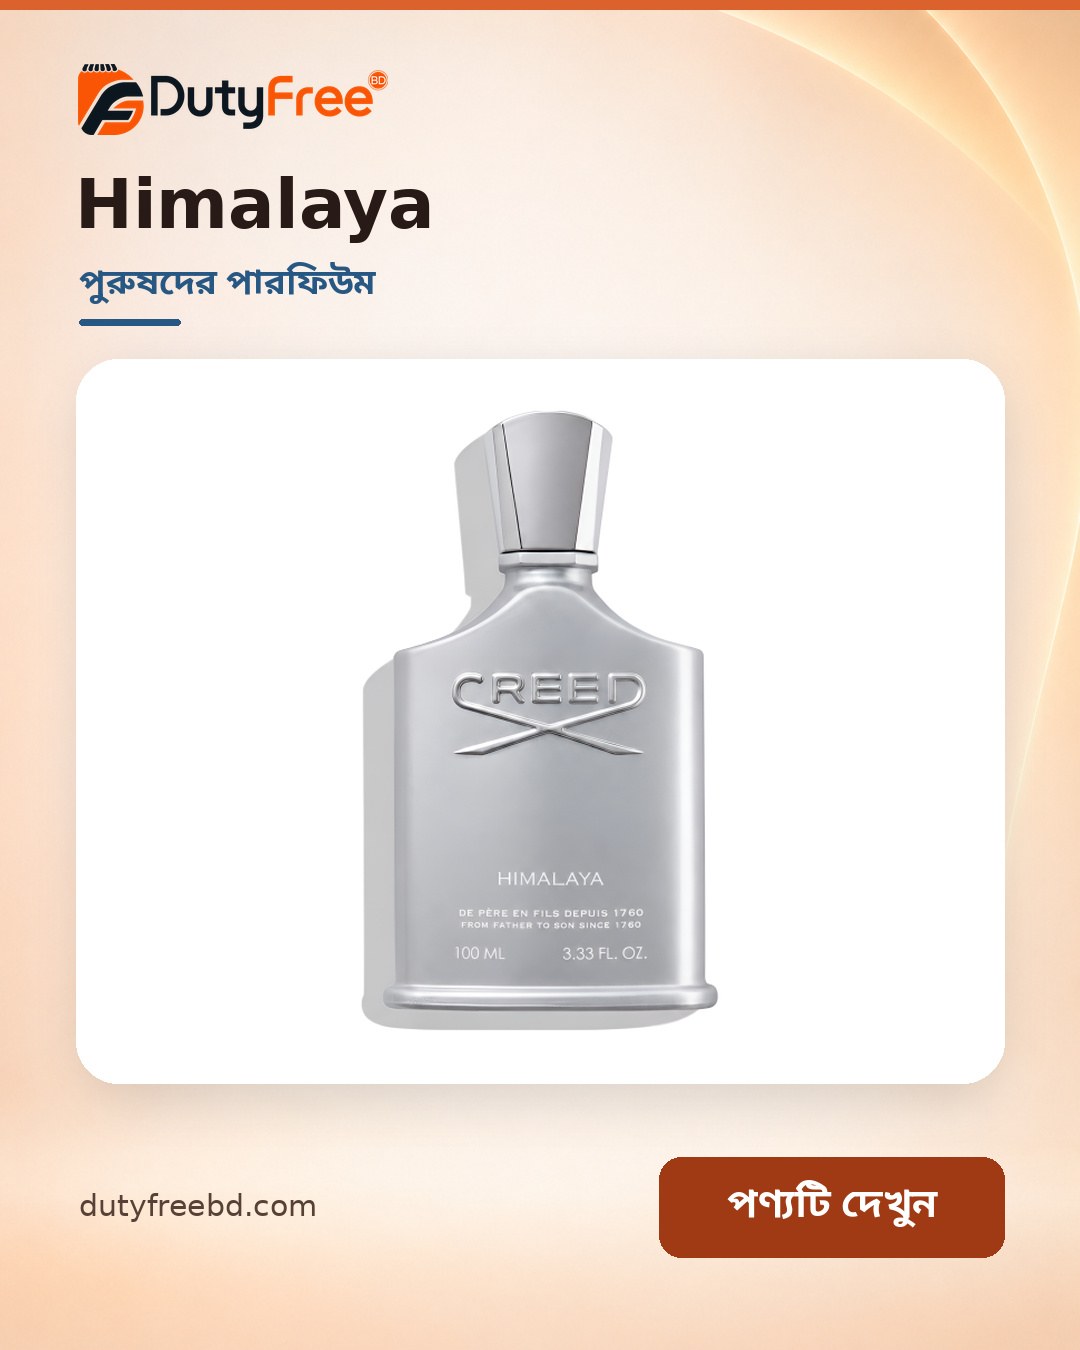 DutyFree BD
Himalaya
পুরুষদের পারফিউম
CREED
HIMALAYA
DE PÈRE EN FILS DEPUIS 1760
FROM FATHER TO SON SINCE 1760
100 ML 3.33 FL. OZ.
dutyfreebd.com
পণ্যটি দেখুন